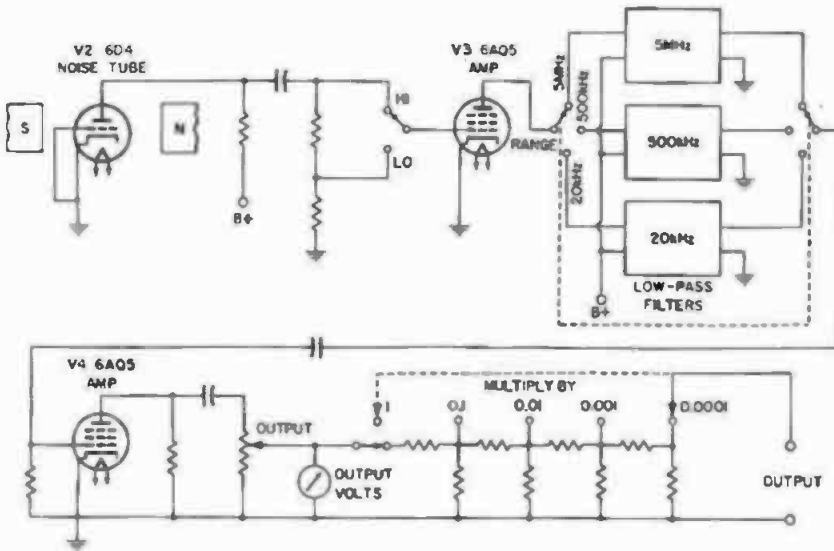 V2 6D4
NOISE TUBE
S
N
B+
HI
LO
V3 6AQ5
AMP
RANGE
5MHz
500kHz
20kHz
5MHz
500kHz
20kHz
LOW-PASS
FILTERS
B+
V4 6AQ5
AMP
OUTPUT
OUTPUT
VOLTS
MULTIPLY BY
1
0.1
0.01
0.001
0.0001
OUTPUT